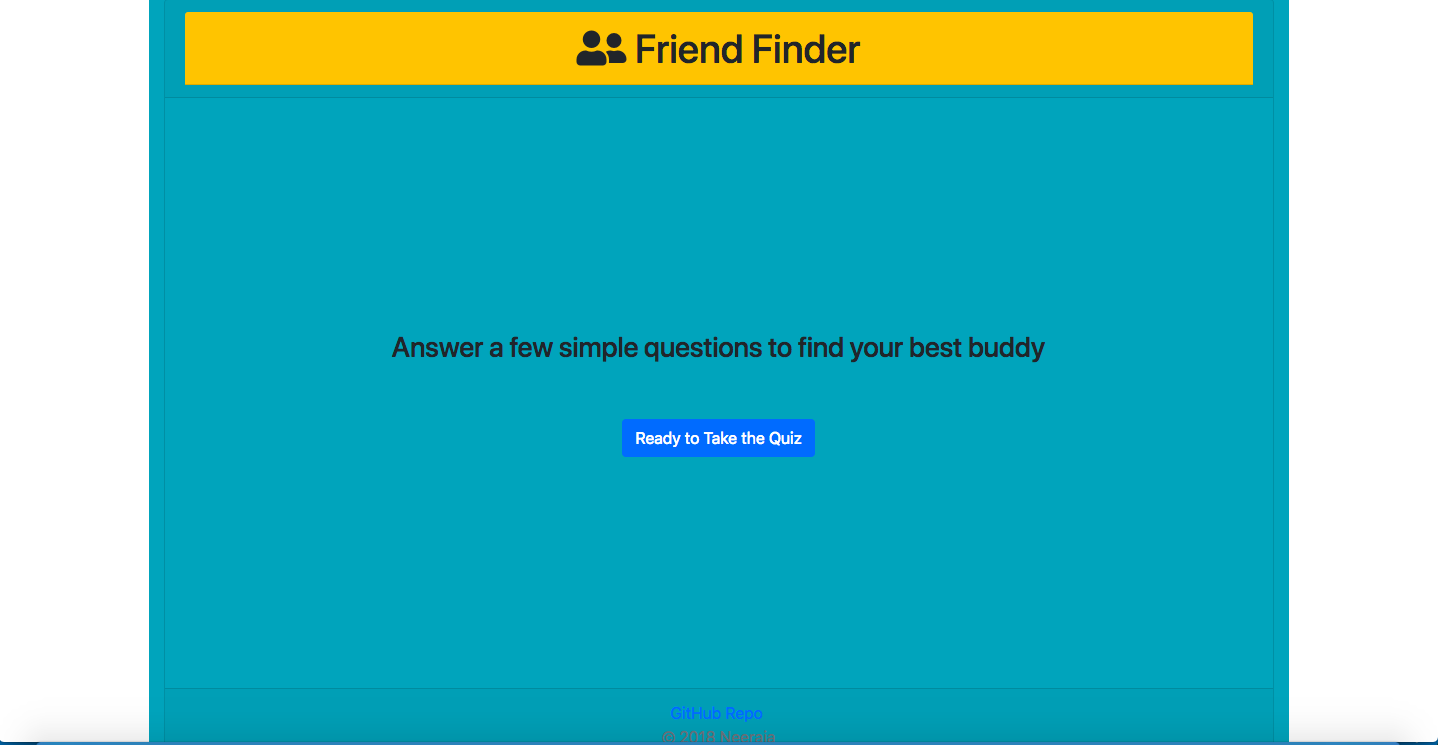 Friend Finder
Answer a few simple questions to find your best buddy
Ready to Take the Quiz
GitHub Repo
© 2018